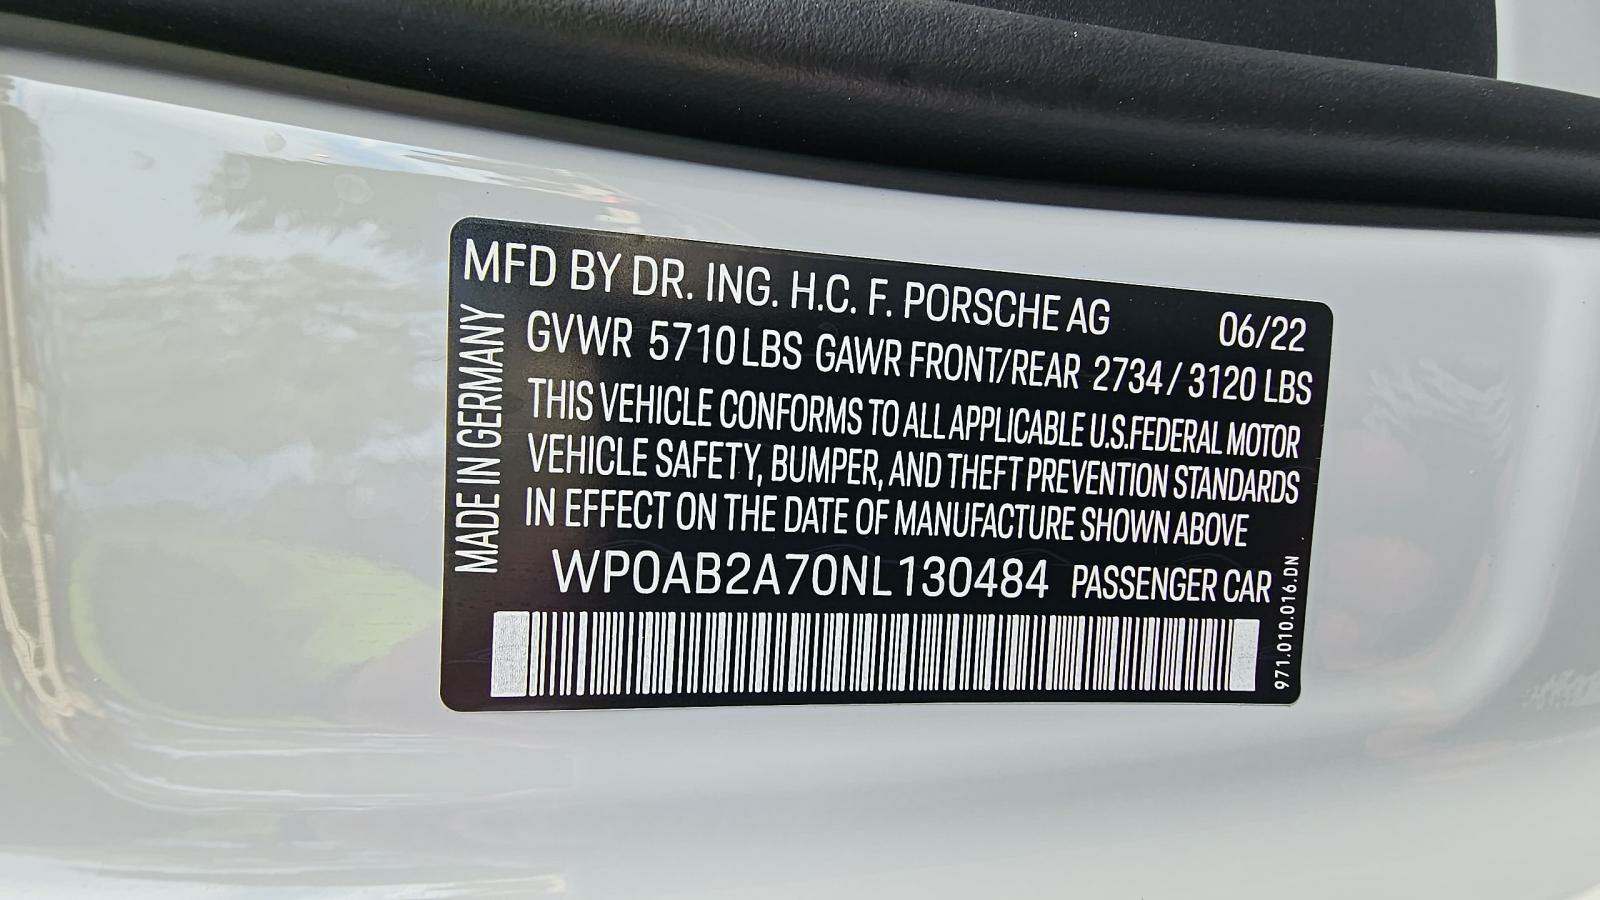 MFD BY DR. ING. H.C. F. PORSCHE AG 06/22
GVWR 5710 LBS GAWR FRONT/REAR 2734 / 3120 LBS
THIS VEHICLE CONFORMS TO ALL APPLICABLE U.S.FEDERAL MOTOR
VEHICLE SAFETY, BUMPER, AND THEFT PREVENTION STANDARDS
IN EFFECT ON THE DATE OF MANUFACTURE SHOWN ABOVE
WP0AB2A70NL130484 PASSENGER CAR
MADE IN GERMANY
971.010.016.DN